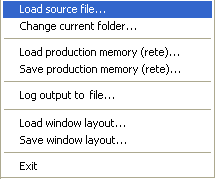 Load source file...
Change current folder...
Load production memory (rete)...
Save production memory (rete)...
Log output to file...
Load window layout...
Save window layout...
Exit